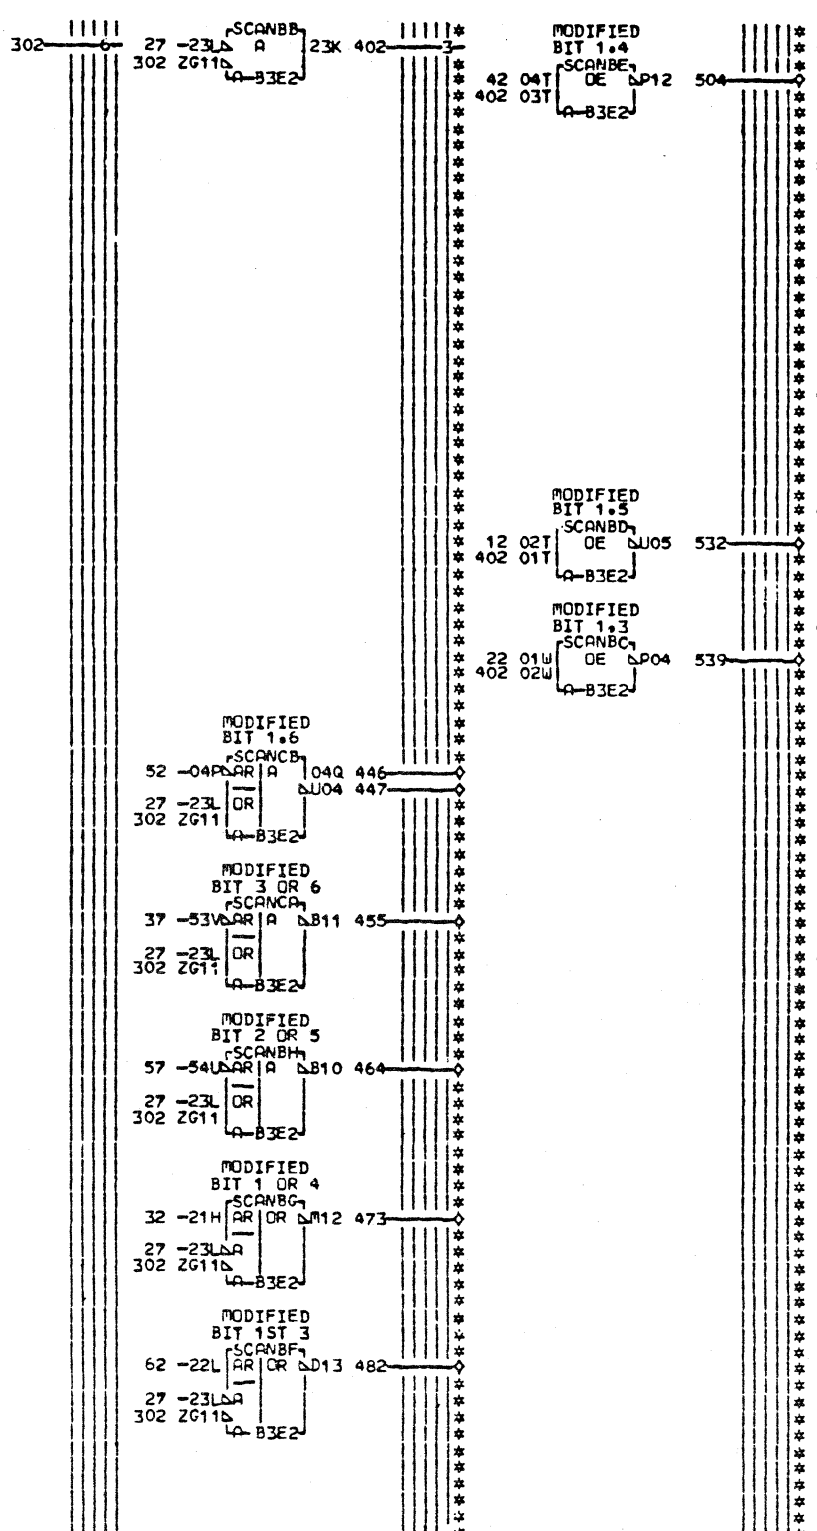 302 6 27 -23L SCANBB A 23K 402 3
302 ZG11
A B3E2
MODIFIED
BIT 1.4
SCANBE
42 04T OE P12 504
402 03T
A B3E2
MODIFIED
BIT 1.5
SCANBD
12 02T OE U05 532
402 01T
A B3E2
MODIFIED
BIT 1.3
SCANBC
22 01W OE P04 539
402 02W
A B3E2
MODIFIED
BIT 1.6
SCANCB
52 -04P AR A 04Q 446
U04 447
27 -23L OR
302 ZG11
A B3E2
MODIFIED
BIT 3 OR 6
SCANCA
37 -53V AR A B11 455
27 -23L OR
302 ZG11
A B3E2
MODIFIED
BIT 2 OR 5
SCANBH
57 -54U AR A B10 464
27 -23L OR
302 ZG11
A B3E2
MODIFIED
BIT 1 OR 4
SCANBG
32 -21H AR OR M12 473
27 -23L A
302 ZG11
A B3E2
MODIFIED
BIT 1ST 3
SCANBF
62 -22L AR OR D13 482
27 -23L A
302 ZG11
A B3E2